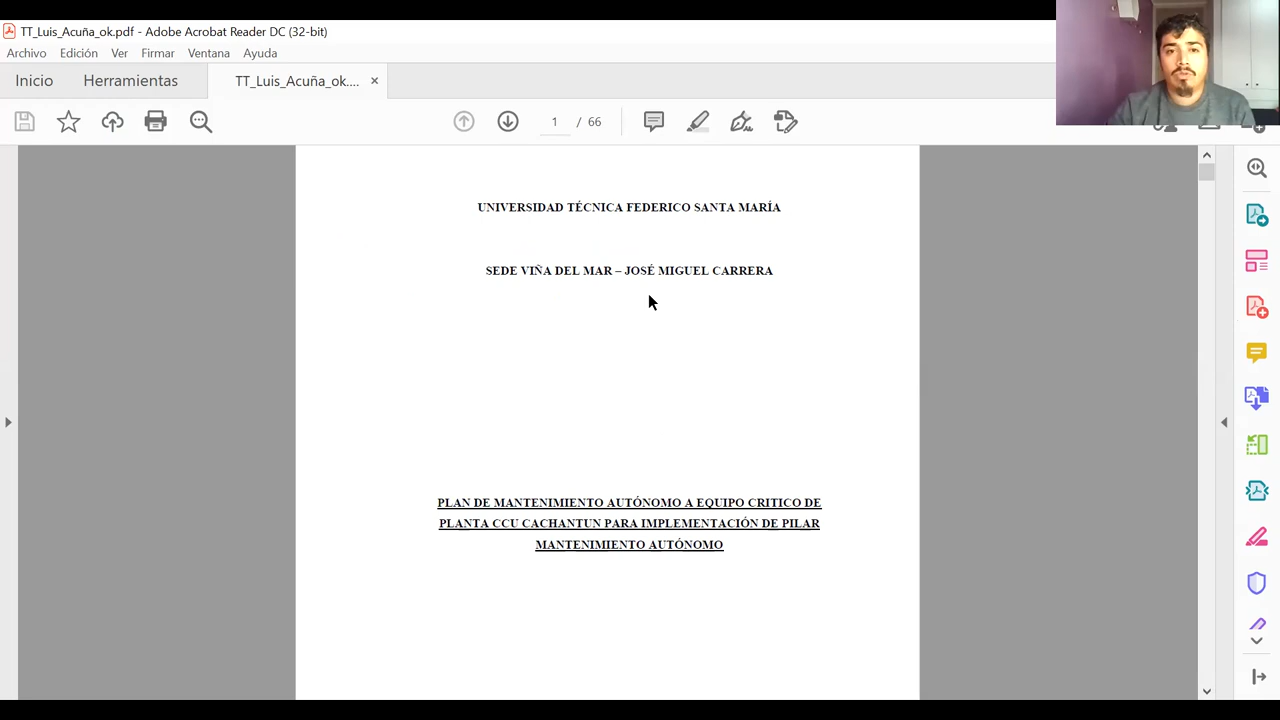 TT_Luis_Acuña_ok.pdf - Adobe Acrobat Reader DC (32-bit)
Archivo Edición Ver Firmar Ventana Ayuda
Inicio Herramientas TT_Luis_Acuña_ok.... ×
1 / 66
UNIVERSIDAD TÉCNICA FEDERICO SANTA MARÍA
SEDE VIÑA DEL MAR – JOSÉ MIGUEL CARRERA
PLAN DE MANTENIMIENTO AUTÓNOMO A EQUIPO CRITICO DE
PLANTA CCU CACHANTUN PARA IMPLEMENTACIÓN DE PILAR
MANTENIMIENTO AUTÓNOMO